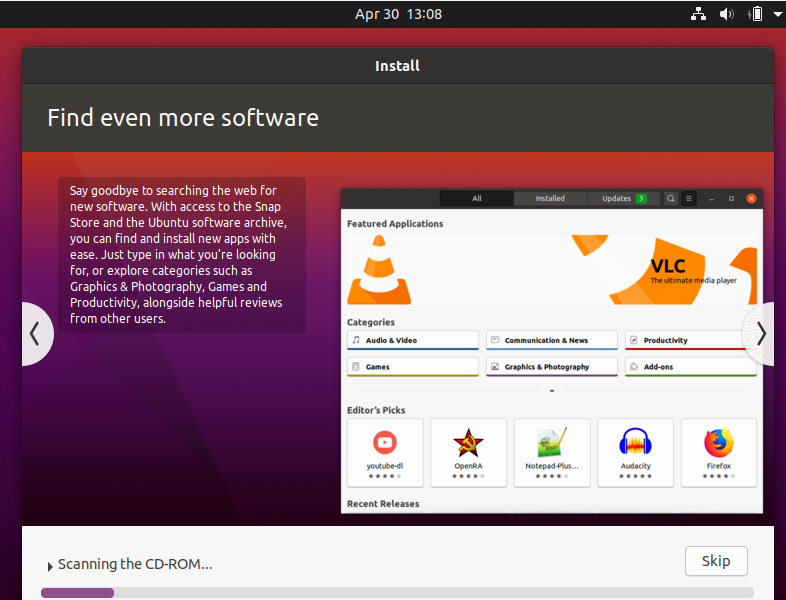 Apr 30 13:08
Install
Find even more software
Say goodbye to searching the web for
new software. With access to the Snap
Store and the Ubuntu software archive,
you can find and install new apps with
ease. Just type in what you're looking
for, or explore categories such as
Graphics & Photography, Games and
Productivity, alongside helpful reviews
from other users.
All Installed Updates 3
Featured Applications
VLC
The ultimate media player
Categories
Audio & Video Communication & News Productivity
Games Graphics & Photography Add-ons
Editor's Picks
youtube-dl OpenRA Notepad-Plus... Audacity Firefox
Recent Releases
Scanning the CD-ROM...
Skip